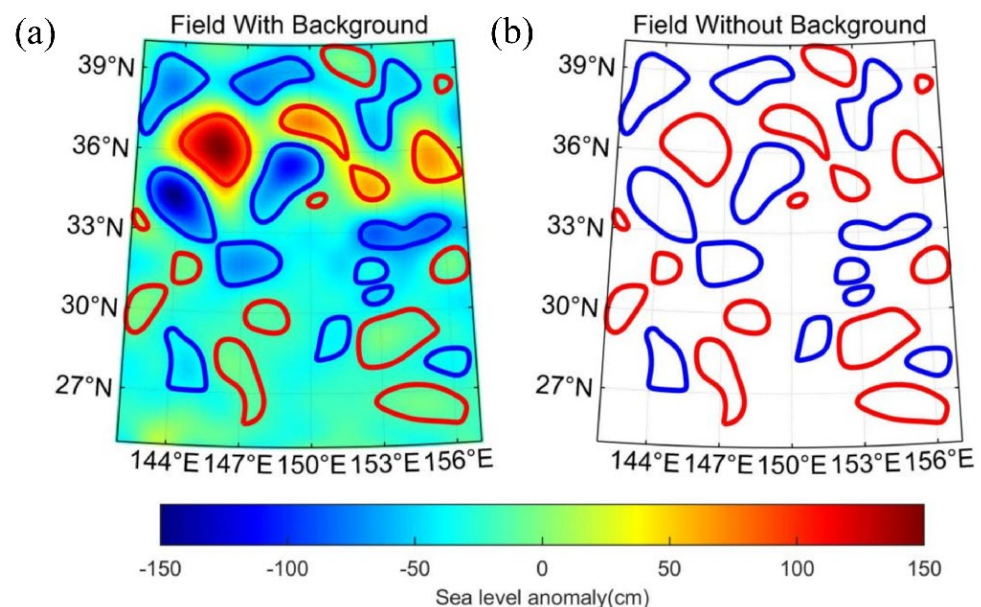 (a)
Field With Background
39°N
36°N
33°N
30°N
27°N
144°E 147°E 150°E 153°E 156°E
(b)
Field Without Background
39°N
36°N
33°N
30°N
27°N
144°E 147°E 150°E 153°E 156°E
-150 -100 -50 0 50 100 150
Sea level anomaly(cm)